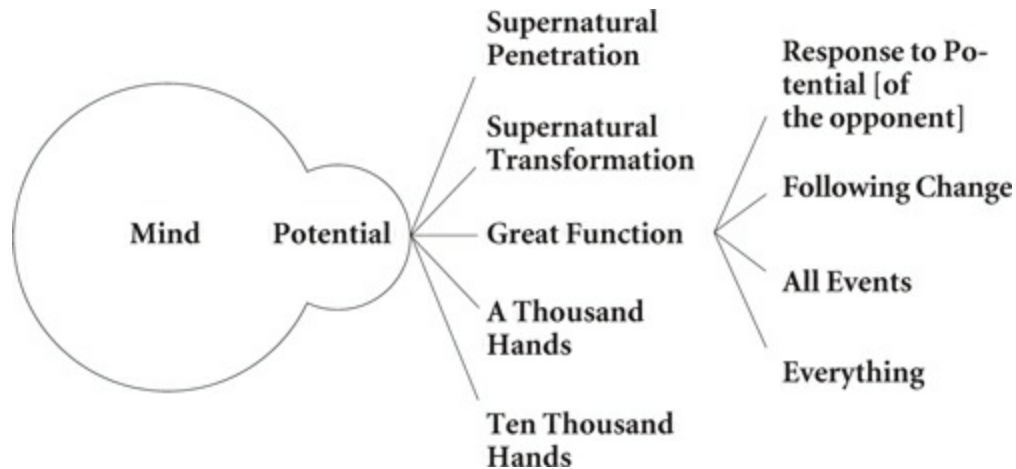 Mind
Potential
Supernatural
Penetration
Supernatural
Transformation
Great Function
A Thousand
Hands
Ten Thousand
Hands
Response to Po-
tential [of
the opponent]
Following Change
All Events
Everything